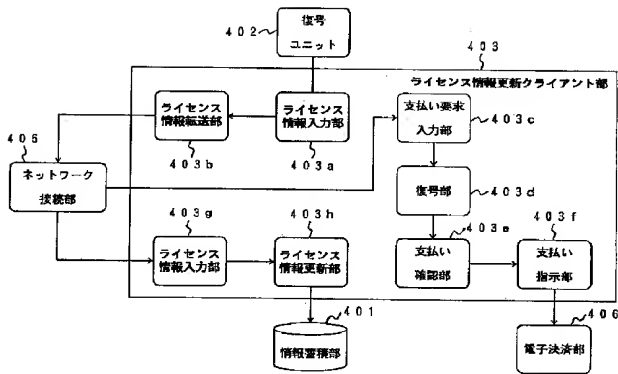 402
復号
ユニット
403
ライセンス情報更新クライアント部
ライセンス
情報転送部
ライセンス
情報入力部
支払い要求
入力部
403c
405
403b
403a
ネットワーク
接続部
復号部
403d
403g
403h
403e
403f
ライセンス
情報入力部
ライセンス
情報更新部
支払い
確認部
支払い
指示部
401
情報蓄積部
406
電子決済部